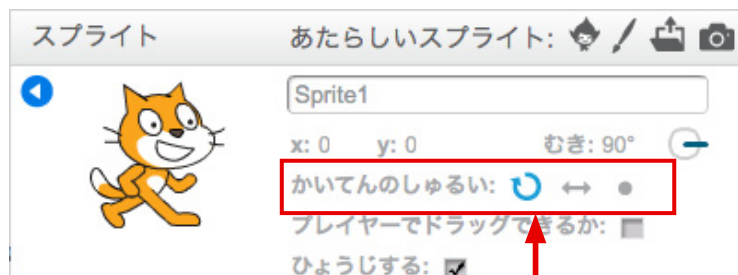 スプライト
あたらしいスプライト:
Sprite1
x: 0 y: 0 むき: 90°
かいてんのしゅるい:
プレイヤーでドラッグできるか:
ひょうじする: